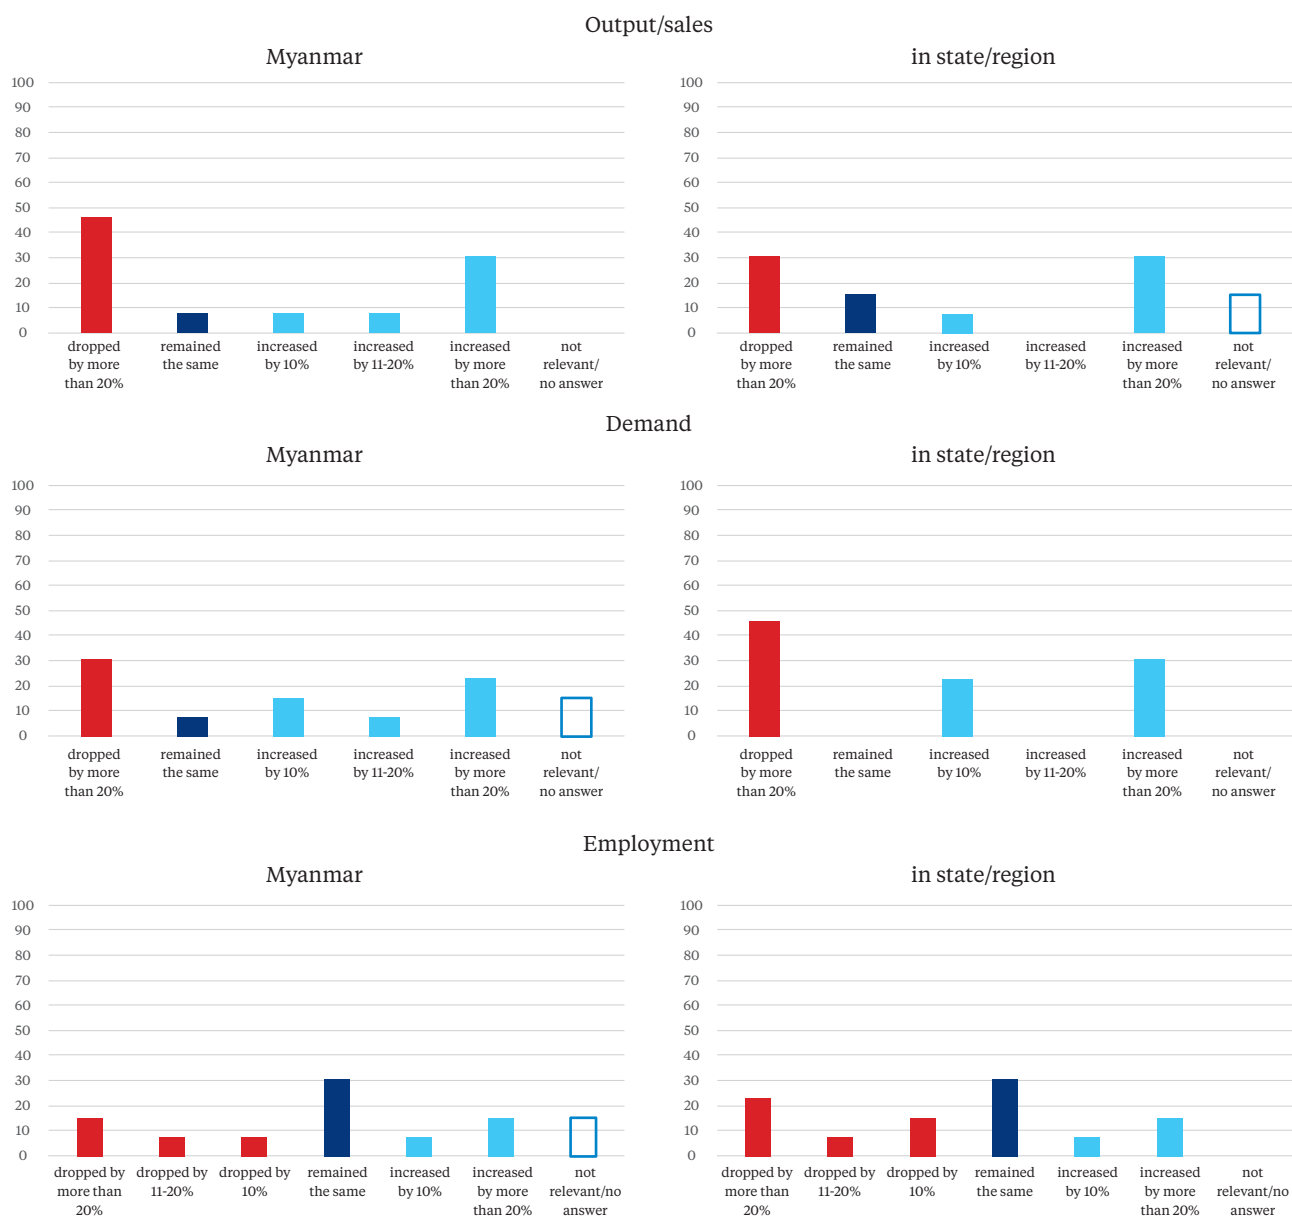 Output/sales
Myanmar
100
90
80
70
60
50
40
30
20
10
0
dropped
by more
than 20%
remained
the same
increased
by 10%
increased
by 11-20%
increased
by more
than 20%
not
relevant/
no answer
in state/region
100
90
80
70
60
50
40
30
20
10
0
dropped
by more
than 20%
remained
the same
increased
by 10%
increased
by 11-20%
increased
by more
than 20%
not
relevant/
no answer
Demand
Myanmar
100
90
80
70
60
50
40
30
20
10
0
dropped
by more
than 20%
remained
the same
increased
by 10%
increased
by 11-20%
increased
by more
than 20%
not
relevant/
no answer
in state/region
100
90
80
70
60
50
40
30
20
10
0
dropped
by more
than 20%
remained
the same
increased
by 10%
increased
by 11-20%
increased
by more
than 20%
not
relevant/
no answer
Employment
Myanmar
100
90
80
70
60
50
40
30
20
10
0
dropped by
more than
20%
dropped by
11-20%
dropped by
10%
remained
the same
increased
by 10%
increased
by more
than 20%
not
relevant/no
answer
in state/region
100
90
80
70
60
50
40
30
20
10
0
dropped by
more than
20%
dropped by
11-20%
dropped by
10%
remained
the same
increased
by 10%
increased
by more
than 20%
not
relevant/no
answer